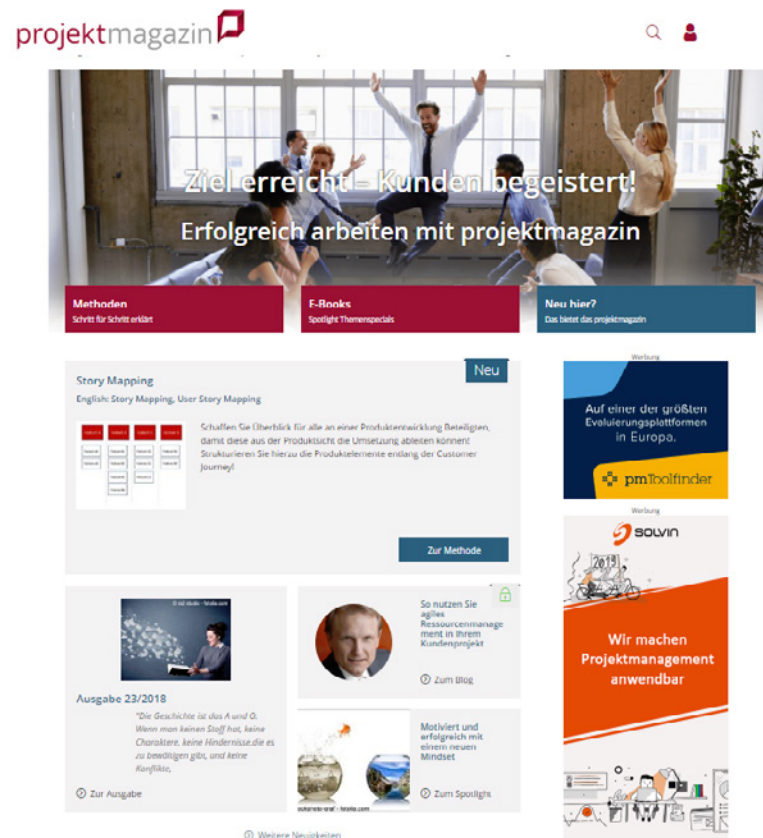 projektmagazin
Ziel erreicht – Kunden begeistert!
Erfolgreich arbeiten mit projektmagazin
Methoden
Schritt für Schritt erklärt
E-Books
Spotlight Themenspecials
Neu hier?
Das bietet das projektmagazin
Neu
Story Mapping
English: Story Mapping, User Story Mapping
Schaffen Sie Überblick für alle an einer Produktentwicklung Beteiligten,
damit diese aus der Produktsicht die Umsetzung ableiten können!
Strukturieren Sie hierzu die Produktelemente entlang der Customer
Journey!
Zur Methode
Werbung
Auf einer der größten
Evaluierungsplattformen
in Europa.
pmToolfinder
Werbung
SOLVIN
2019
Wir machen
Projektmanagement
anwendbar
Ausgabe 23/2018
"Die Geschichte ist das A und O.
Wenn man keinen Stoff hat, keine
Charaktere, keine Hindernisse,die es
zu bewältigen gibt, und keine
Konflikte,
Zur Ausgabe
So nutzen Sie
agiles
Ressourcenmanage
ment in Ihrem
Kundenprojekt
Zum Blog
Motiviert und
erfolgreich mit
einem neuen
Mindset
Zum Spotlight
Weitere Neuigkeiten